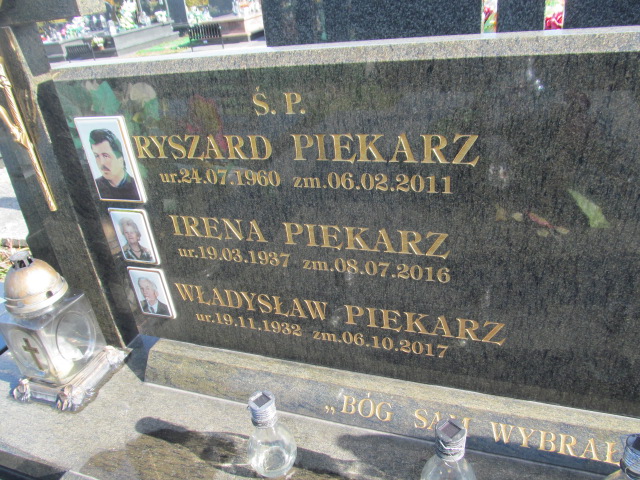 Ś. P.
RYSZARD PIEKARZ
ur.24.07.1960 zm.06.02.2011
IRENA PIEKARZ
ur.19.03.1937 zm.08.07.2016
WŁADYSŁAW PIEKARZ
ur.19.11.1932 zm.06.10.2017
„BÓG SAM WYBRAŁ